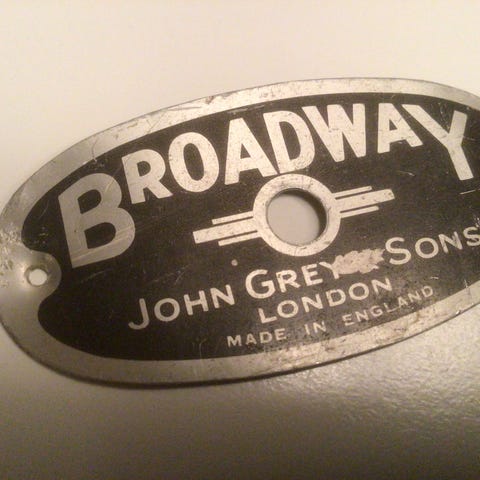 BROADWAY
JOHN GREY SONS
LONDON
MADE IN ENGLAND